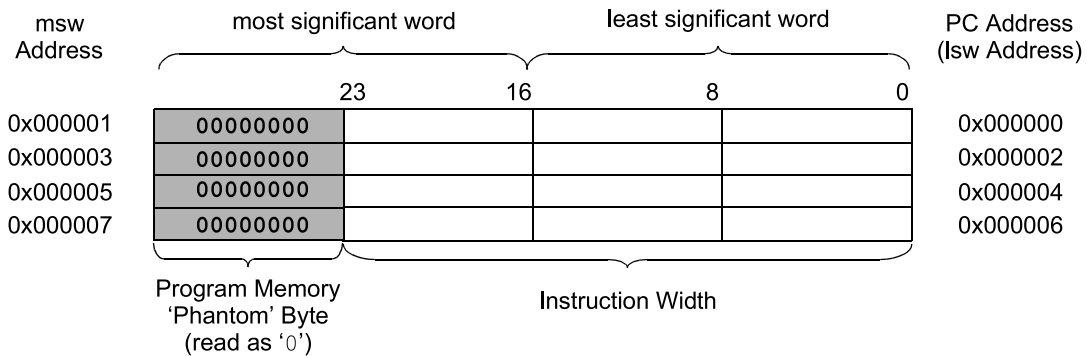 msw
Address
most significant word
least significant word
PC Address
(lsw Address)
23 16 8 0
0x000001 00000000 0x000000
0x000003 00000000 0x000002
0x000005 00000000 0x000004
0x000007 00000000 0x000006
Program Memory
‘Phantom’ Byte
(read as ‘0’)
Instruction Width